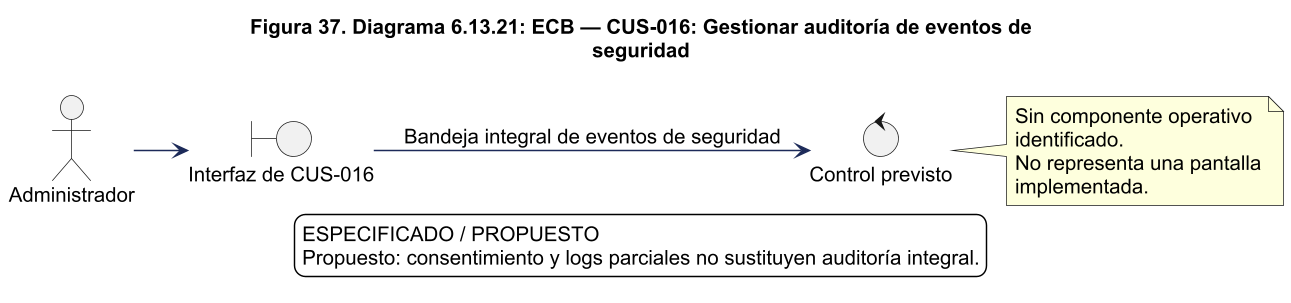 Figura 37. Diagrama 6.13.21: ECB — CUS-016: Gestionar auditoría de eventos de
seguridad
Administrador
Interfaz de CUS-016
Bandeja integral de eventos de seguridad
Control previsto
Sin componente operativo
identificado.
No representa una pantalla
implementada.
ESPECIFICADO / PROPUESTO
Propuesto: consentimiento y logs parciales no sustituyen auditoría integral.